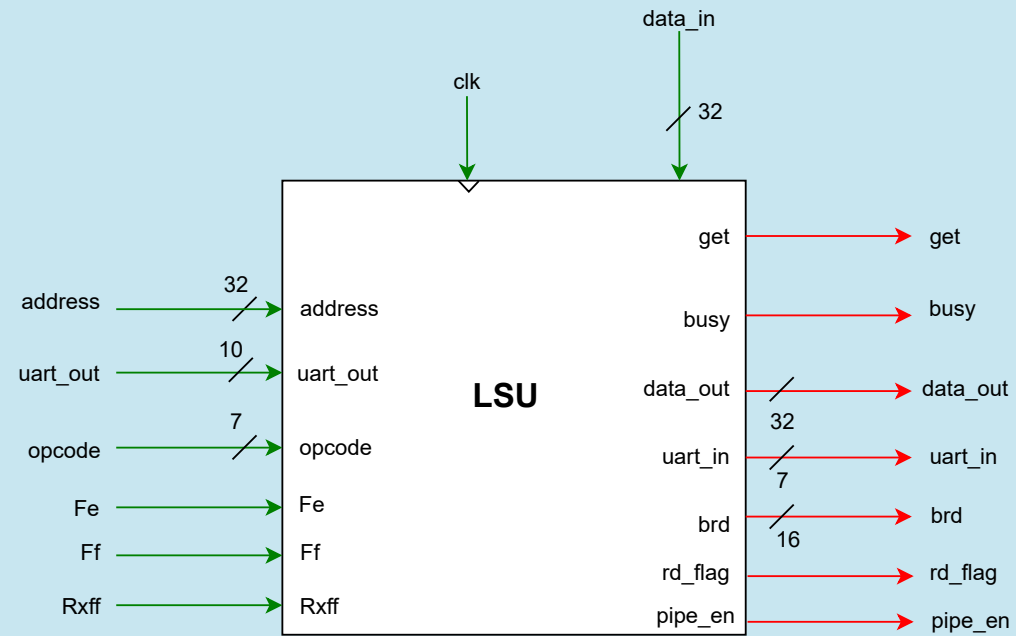 data_in
clk
32
get
get
32
address
address
busy
busy
10
uart_out
uart_out
LSU
data_out
data_out
32
7
opcode
opcode
uart_in
uart_in
7
Fe
Fe
brd
brd
16
Ff
Ff
rd_flag
rd_flag
Rxff
Rxff
pipe_en
pipe_en